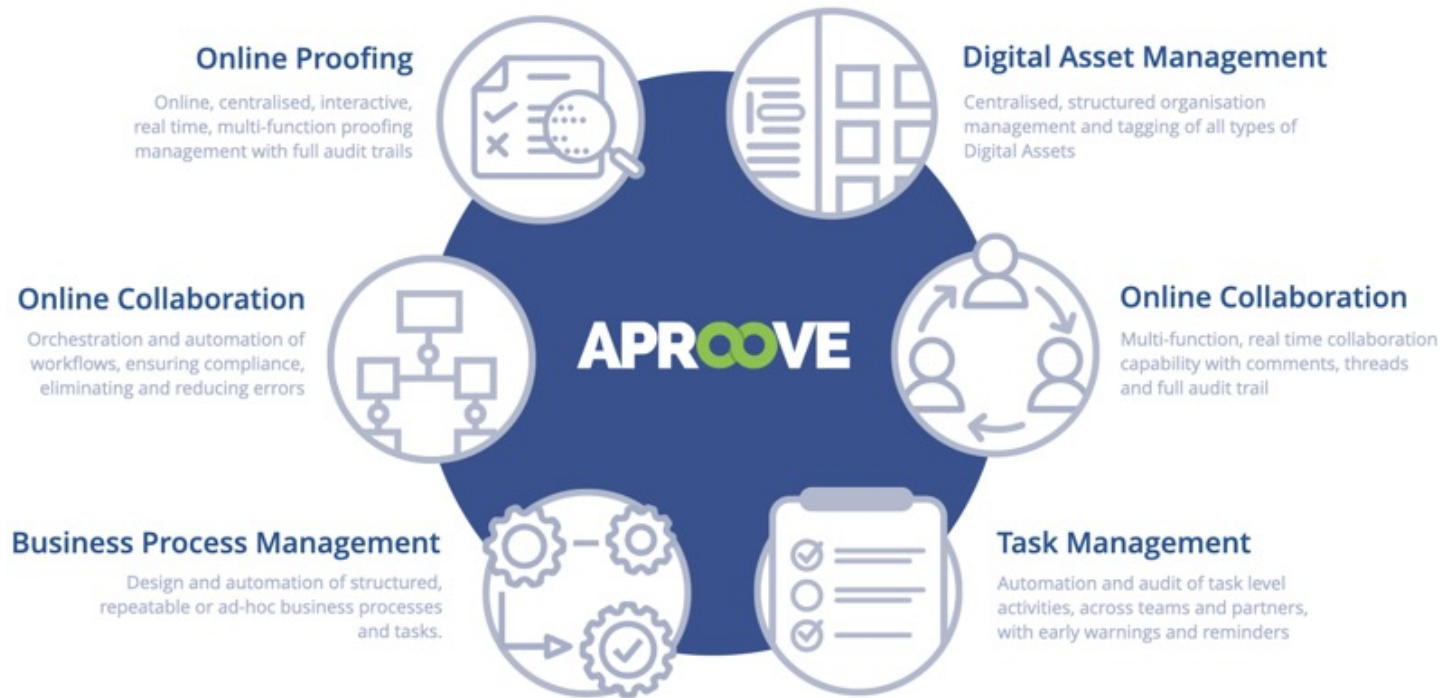 Online Proofing
Online, centralised, interactive,
real time, multi-function proofing
management with full audit trails
Digital Asset Management
Centralised, structured organisation
management and tagging of all types of
Digital Assets
Online Collaboration
Orchestration and automation of
workflows, ensuring compliance,
eliminating and reducing errors
APROOVE
Online Collaboration
Multi-function, real time collaboration
capability with comments, threads
and full audit trail
Business Process Management
Design and automation of structured,
repeatable or ad-hoc business processes
and tasks.
Task Management
Automation and audit of task level
activities, across teams and partners,
with early warnings and reminders